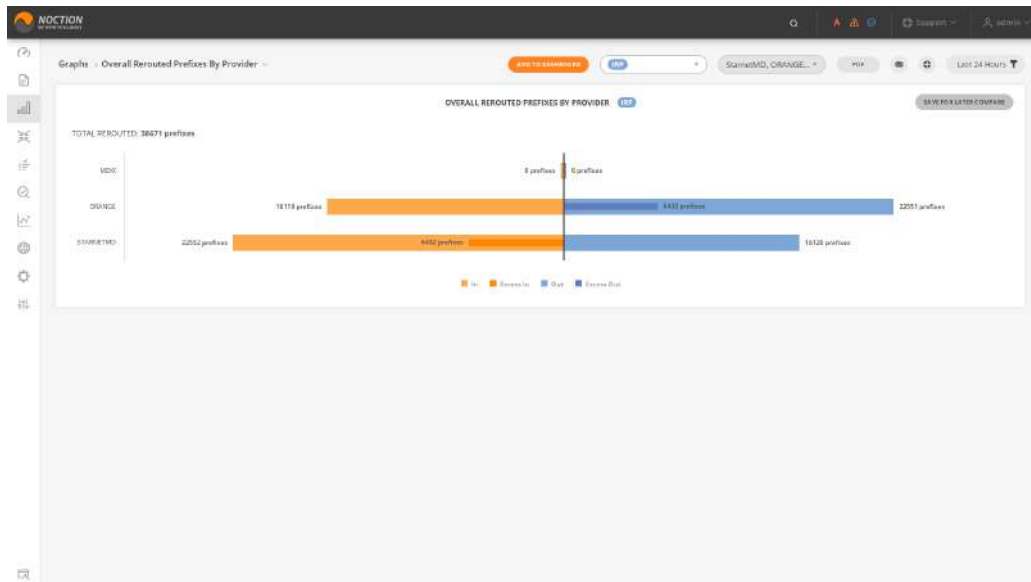 NOCTION
Support
admin
Graphs
Overall Rerouted Prefixes By Provider
ADD TO DASHBOARD
IRP
StarnetMD, ORANGE...
PDF
Last 24 Hours
OVERALL REROUTED PREFIXES BY PROVIDER IRP
SAVE FOR LATER COMPARE
TOTAL REROUTED: 38671 prefixes
0 prefixes
0 prefixes
ORANGE
16119 prefixes
6432 prefixes
22551 prefixes
STARNETMD
22552 prefixes
6432 prefixes
16120 prefixes
In
Excess In
Out
Excess Out